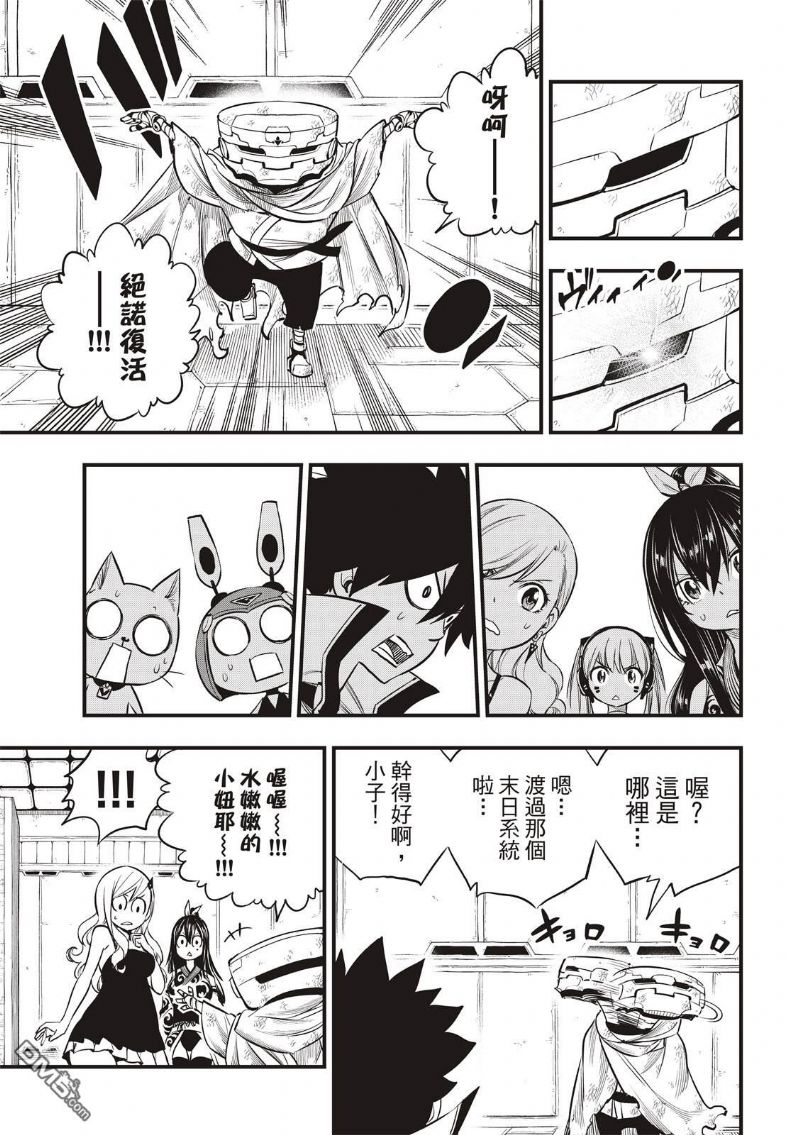 ヴィィィ…
呀呵
——！
絕諾復活
——!!!
喔？
這是
哪裡…
嗯…
渡過那個
末日系統
啦…
幹得好啊，
小子！
キョロ
キョロ
喔喔～!!!
水嫩嫩的
小妞耶～!!!
!!!
DM5.com